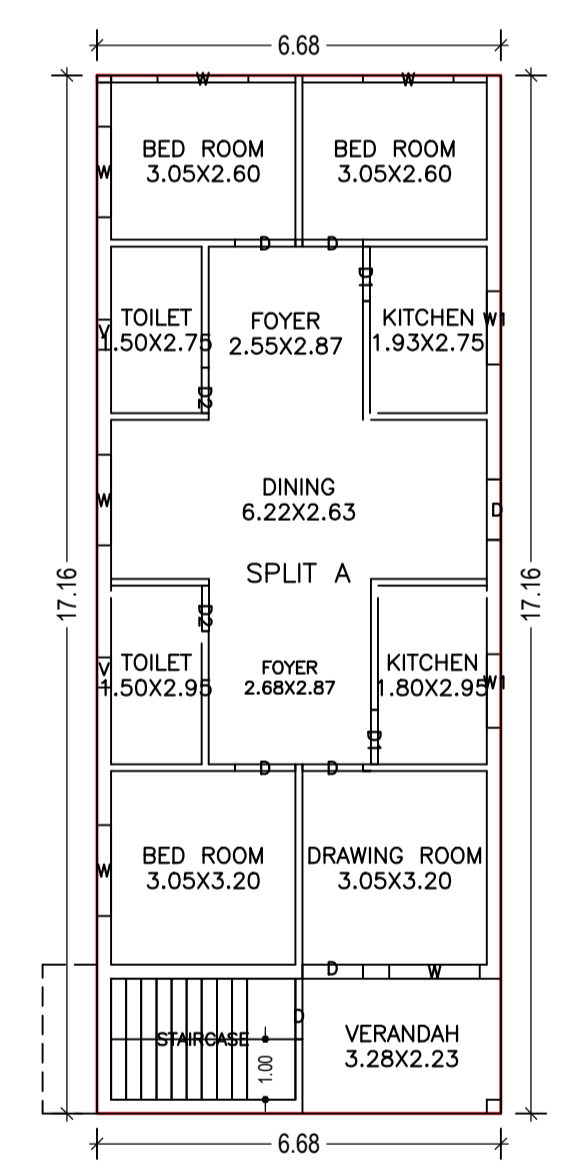 6.68
W W
BED ROOM
3.05X2.60
BED ROOM
3.05X2.60
W
D D
D1
TOILET
1.50X2.75
V
FOYER
2.55X2.87
KITCHEN
1.93X2.75
W1
D2
W
DINING
6.22X2.63
D
SPLIT A
17.16
17.16
D2
TOILET
1.50X2.95
V
FOYER
2.68X2.87
KITCHEN
1.80X2.95
W1
D1
D D
BED ROOM
3.05X3.20
DRAWING ROOM
3.05X3.20
W
D W
D
STAIRCASE
1.00
VERANDAH
3.28X2.23
6.68